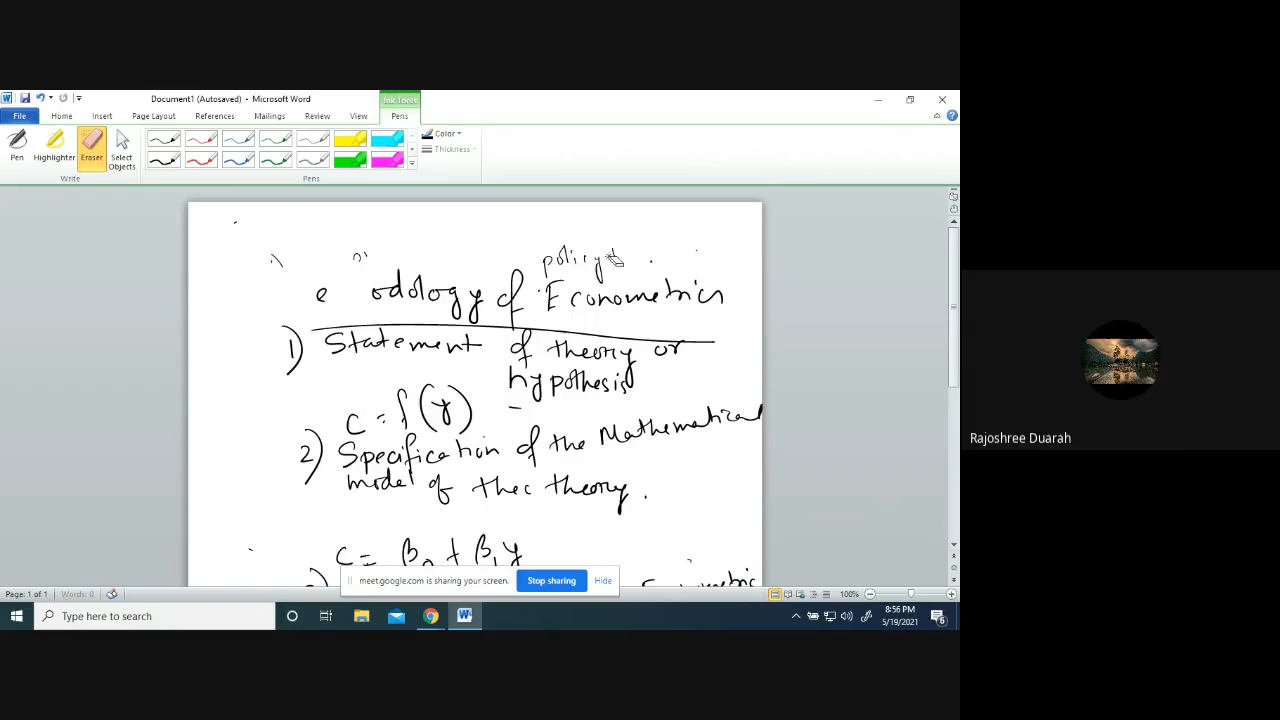 Document1 (Autosaved) - Microsoft Word
Ink Tools
File Home Insert Page Layout References Mailings Review View Pens
Pen Highlighter Eraser Select Objects
Color
Thickness
Write
Pens
policy
e odology of Econometrics
1) Statement of theory or
hypothesis
C = f(y)
2) Specification of the Mathematical
model of the theory.
C = β0 + β1 y
meet.google.com is sharing your screen. Stop sharing Hide
Page: 1 of 1 Words: 0 100%
Type here to search
8:56 PM
5/19/2021
6
Rajoshree Duarah